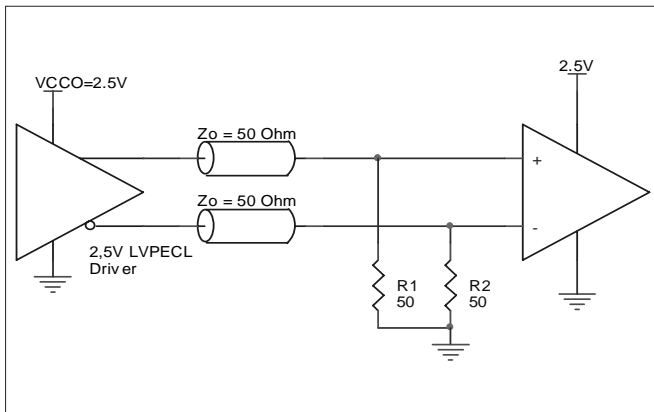 VCCO=2.5V
2.5V
Zo = 50 Ohm
+
Zo = 50 Ohm
-
2,5V LVPECL
Driver
R1
50
R2
50